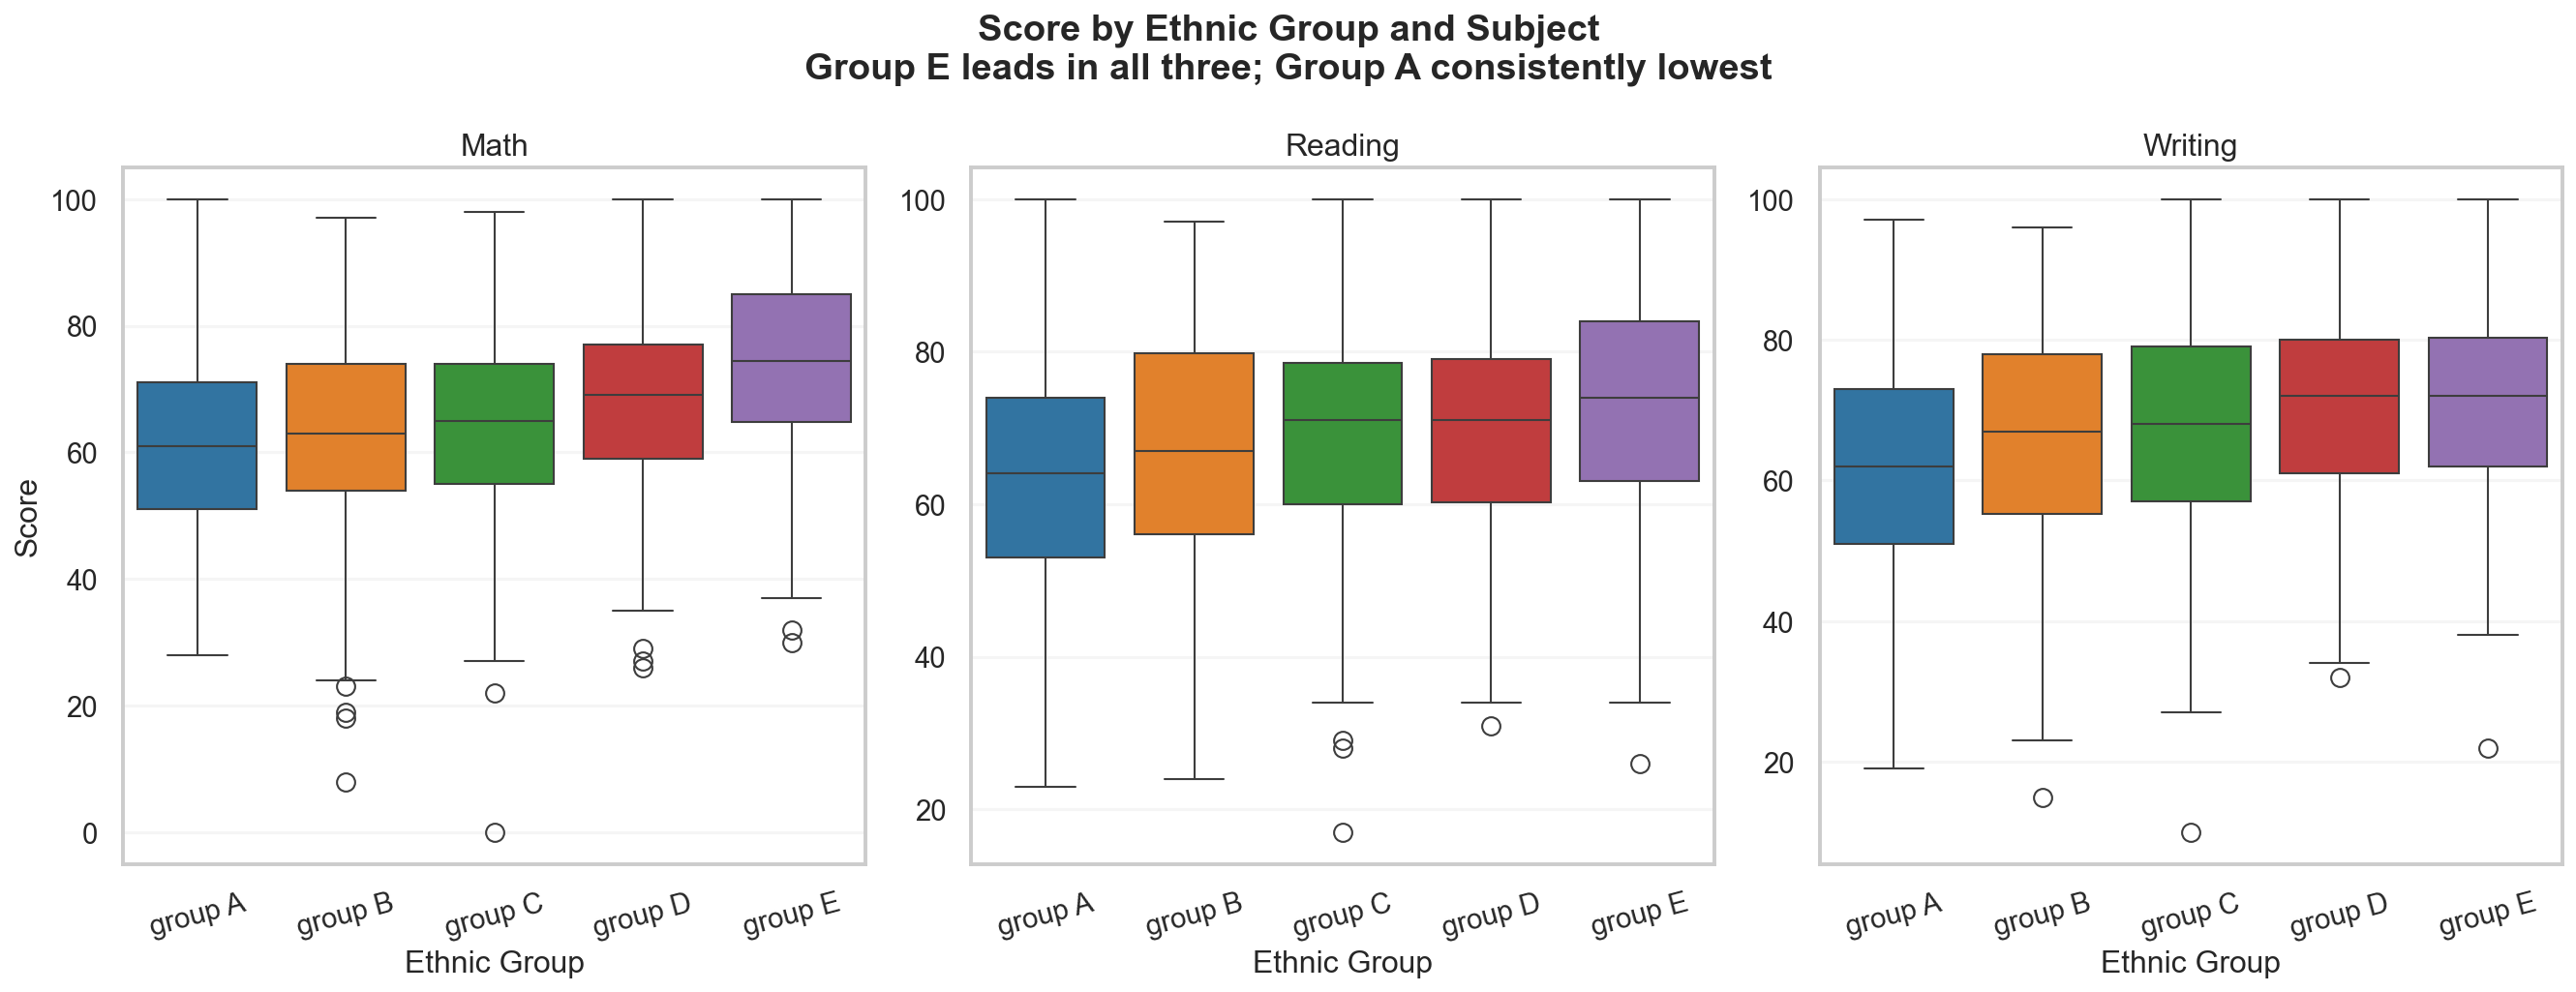 Score by Ethnic Group and Subject
Group E leads in all three; Group A consistently lowest
Math
Score
100
80
60
40
20
0
group A
group B
group C
group D
group E
Ethnic Group
Reading
100
80
60
40
20
group A
group B
group C
group D
group E
Ethnic Group
Writing
100
80
60
40
20
group A
group B
group C
group D
group E
Ethnic Group